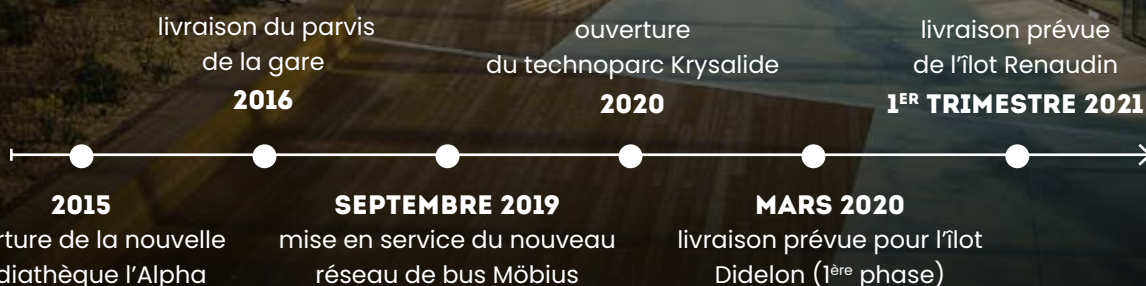 livraison du parvis
de la gare
2016
ouverture
du technoparc Krysalide
2020
livraison prévue
de l’îlot Renaudin
1ER TRIMESTRE 2021
2015
rture de la nouvelle
diathèque l’Alpha
SEPTEMBRE 2019
mise en service du nouveau
réseau de bus Möbius
MARS 2020
livraison prévue pour l’îlot
Didelon (1ère phase)